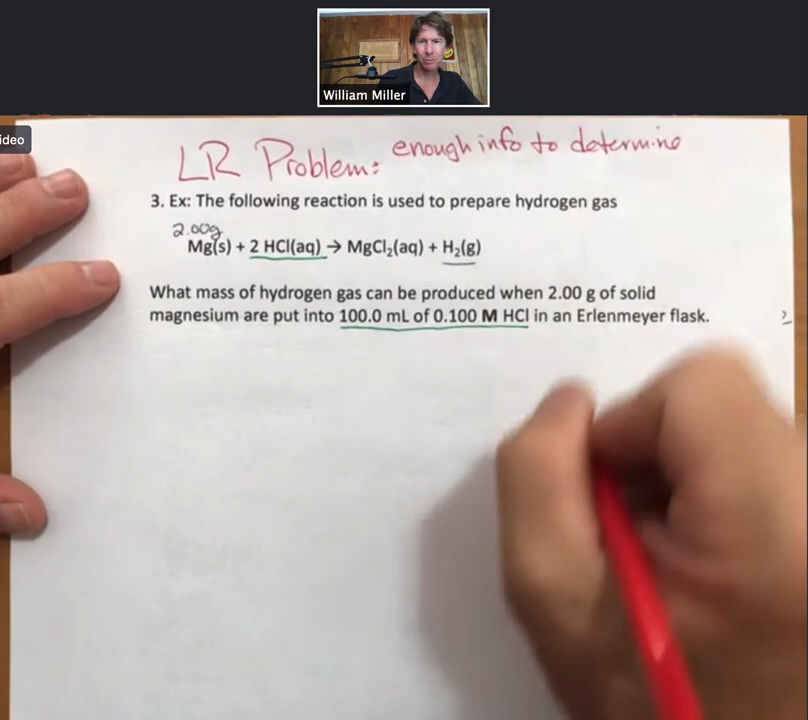 William Miller
ideo
LR Problem: enough info to determine
3. Ex: The following reaction is used to prepare hydrogen gas
2.00g
Mg(s) + 2 HCl(aq) → MgCl₂(aq) + H₂(g)
What mass of hydrogen gas can be produced when 2.00 g of solid
magnesium are put into 100.0 mL of 0.100 M HCl in an Erlenmeyer flask.